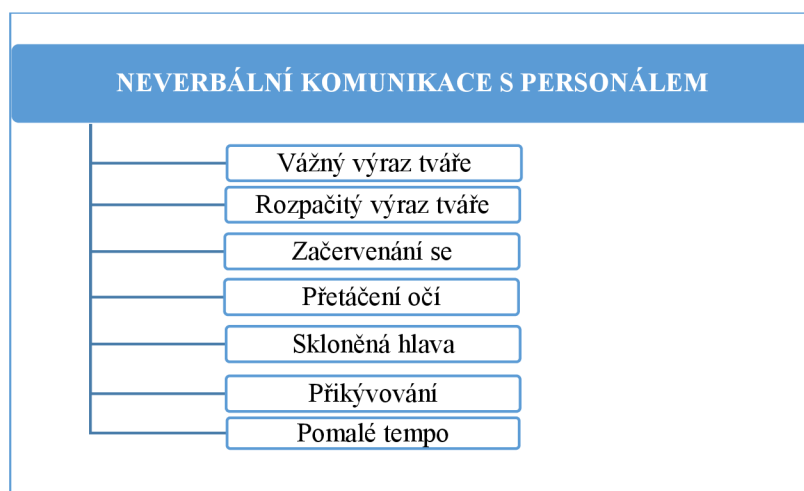 NEVERBÁLNÍ KOMUNIKACE S PERSONÁLEM
Vážný výraz tváře
Rozpačitý výraz tváře
Začervenání se
Přetáčení očí
Skloněná hlava
Přikývování
Pomalé tempo